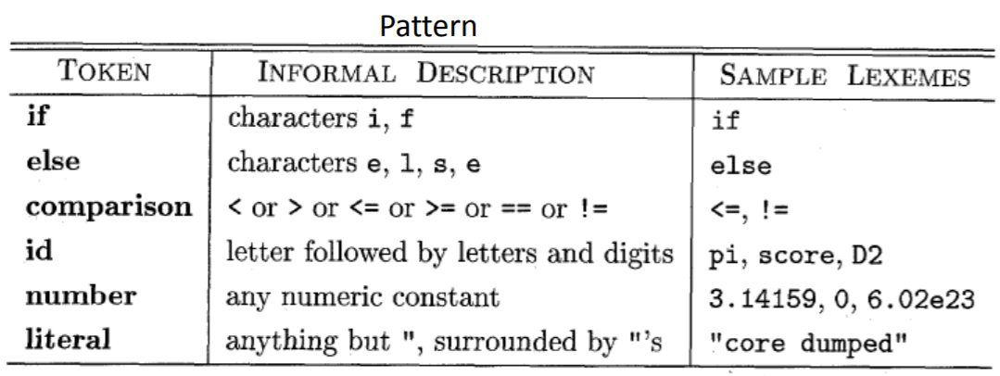 Pattern
TOKEN INFORMAL DESCRIPTION SAMPLE LEXEMES
if characters i, f if
else characters e, l, s, e else
comparison < or > or <= or >= or == or != <=, !=
id letter followed by letters and digits pi, score, D2
number any numeric constant 3.14159, 0, 6.02e23
literal anything but ", surrounded by "'s "core dumped"